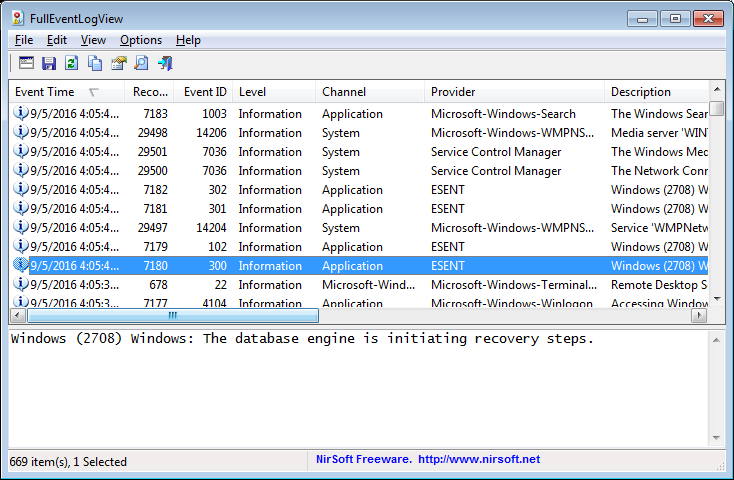 FullEventLogView
File Edit View Options Help
Event Time Reco... Event ID Level Channel Provider Description
9/5/2016 4:05:4... 7183 1003 Information Application Microsoft-Windows-Search The Windows Sear
9/5/2016 4:05:4... 29498 14206 Information System Microsoft-Windows-WMPNS... Media server 'WIN
9/5/2016 4:05:4... 29501 7036 Information System Service Control Manager The Windows Med
9/5/2016 4:05:4... 29500 7036 Information System Service Control Manager The Network Conn
9/5/2016 4:05:4... 7182 302 Information Application ESENT Windows (2708) W
9/5/2016 4:05:4... 7181 301 Information Application ESENT Windows (2708) W
9/5/2016 4:05:4... 29497 14204 Information System Microsoft-Windows-WMPNS... Service 'WMPNetw
9/5/2016 4:05:4... 7179 102 Information Application ESENT Windows (2708) W
9/5/2016 4:05:4... 7180 300 Information Application ESENT Windows (2708) W
9/5/2016 4:05:3... 678 22 Information Microsoft-Wind... Microsoft-Windows-Terminal... Remote Desktop S
9/5/2016 4:05:3... 7177 4104 Information Application Microsoft-Windows-Winlogon Accessing Window
Windows (2708) Windows: The database engine is initiating recovery steps.
669 item(s), 1 Selected NirSoft Freeware. http://www.nirsoft.net